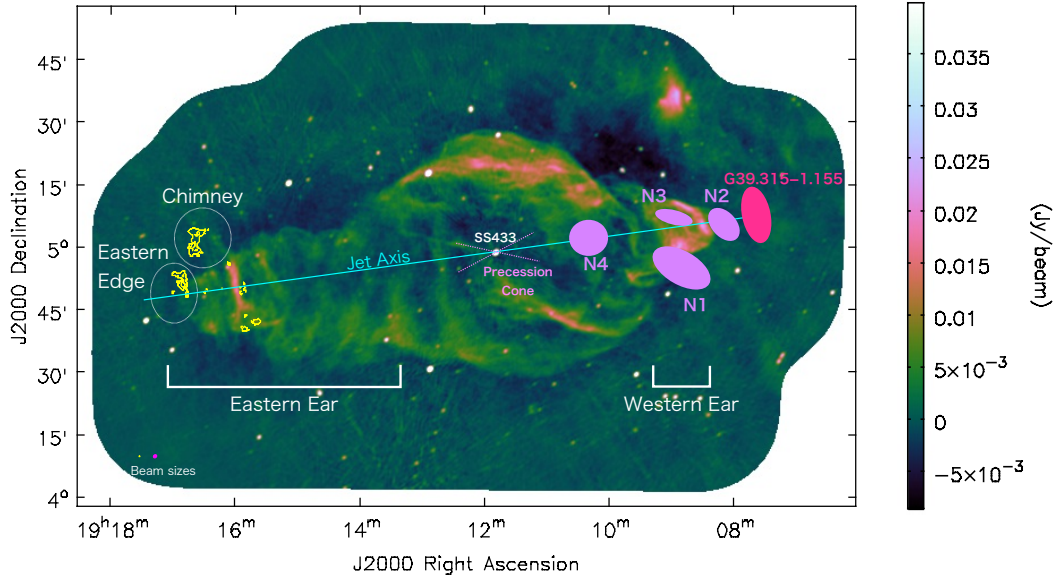 45'
30'
15'
5°
45'
30'
15'
4°
J2000 Declination
19ʰ18ᵐ
16ᵐ
14ᵐ
12ᵐ
10ᵐ
08ᵐ
J2000 Right Ascension
Chimney
Eastern
Edge
Jet Axis
SS433
Precession
Cone
N4
N3
N2
N1
G39.315-1.155
Eastern Ear
Western Ear
Beam sizes
0.035
0.03
0.025
0.02
0.015
0.01
5×10⁻³
0
−5×10⁻³
(Jy/beam)